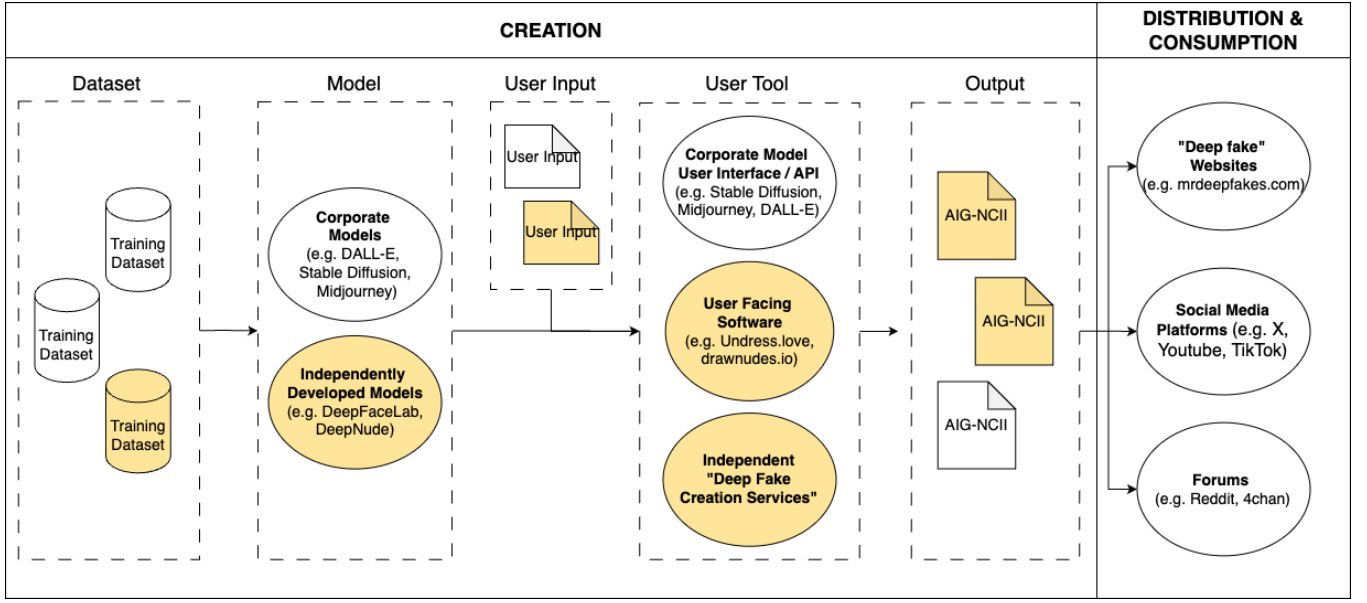 CREATION
DISTRIBUTION &
CONSUMPTION
Dataset
Model
User Input
User Tool
Output
Training
Dataset
Training
Dataset
Training
Dataset
Corporate
Models
(e.g. DALL-E,
Stable Diffusion,
Midjourney)
Independently
Developed Models
(e.g. DeepFaceLab,
DeepNude)
User Input
User Input
Corporate Model
User Interface / API
(e.g. Stable Diffusion,
Midjourney, DALL-E)
User Facing
Software
(e.g. Undress.love,
drawnudes.io)
Independent
"Deep Fake
Creation Services"
AIG-NCII
AIG-NCII
AIG-NCII
"Deep fake"
Websites
(e.g. mrdeepfakes.com)
Social Media
Platforms (e.g. X,
Youtube, TikTok)
Forums
(e.g. Reddit, 4chan)